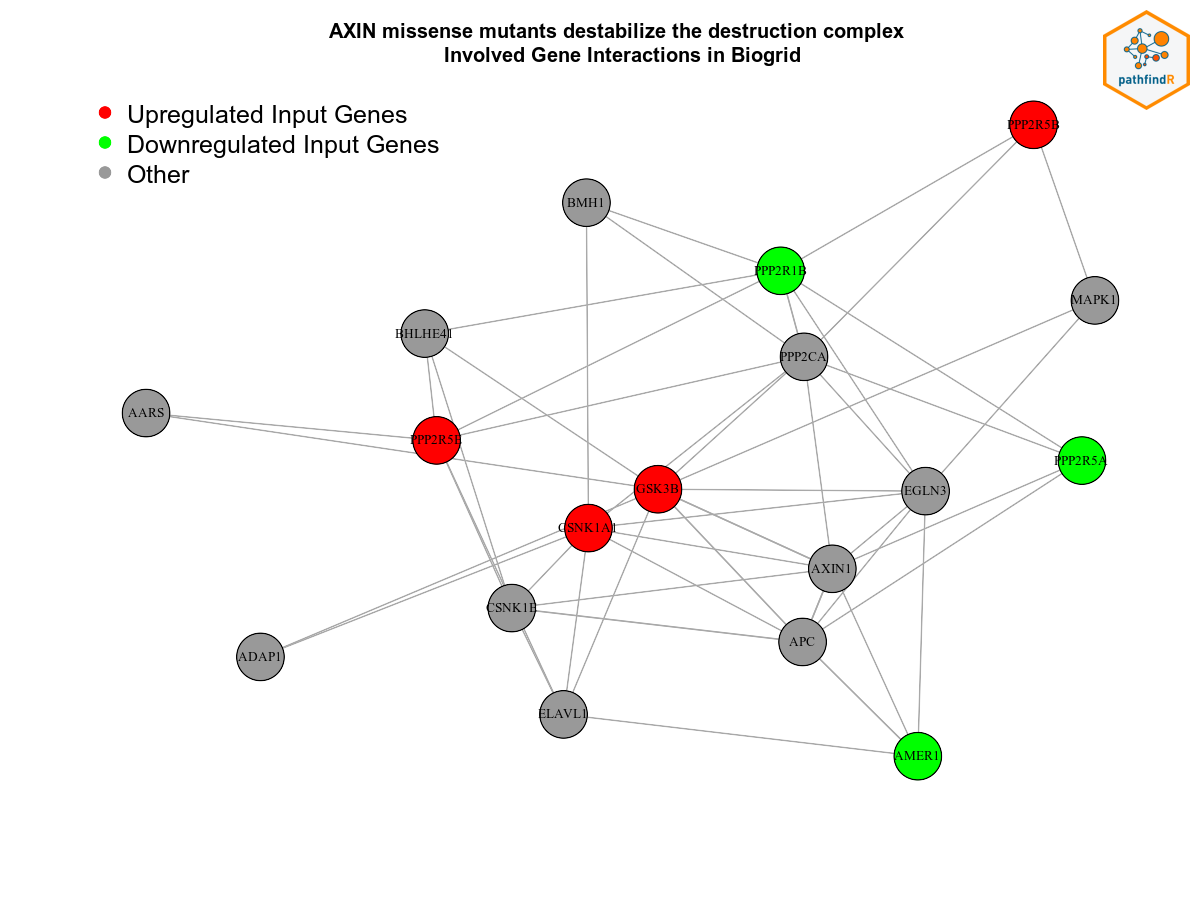 AXIN missense mutants destabilize the destruction complex
Involved Gene Interactions in Biogrid
pathfindR
Upregulated Input Genes
Downregulated Input Genes
Other
PPP2R5B
BMH1
PPP2R1B
MAPK1
BHLHE41
PPP2CA
AARS
PPP2R5E
PPP2R5A
GSK3B
EGLN3
CSNK1A1
AXIN1
CSNK1E
APC
ADAP1
ELAVL1
AMER1